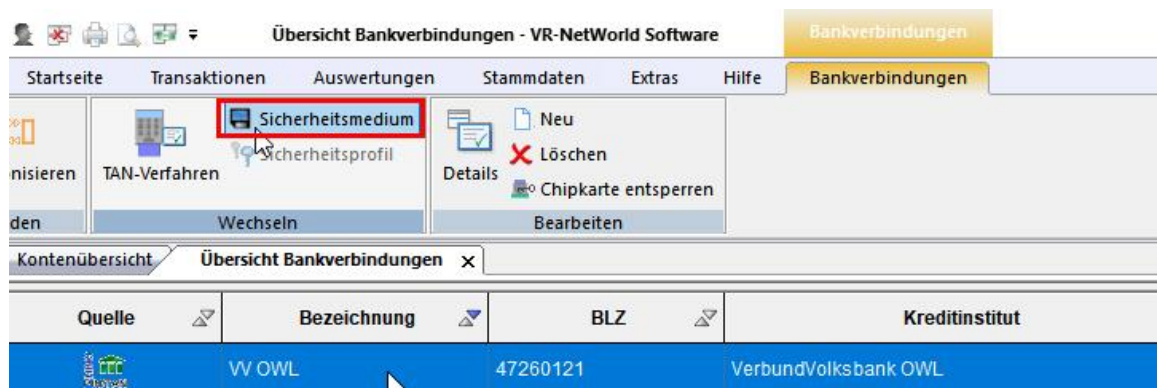 Übersicht Bankverbindungen - VR-NetWorld Software
Bankverbindungen
Startseite Transaktionen Auswertungen Stammdaten Extras Hilfe Bankverbindungen
Sicherheitsmedium
Neu
Sicherheitsprofil
Löschen
nisieren TAN-Verfahren
Details
Chipkarte entsperren
den Wechseln Bearbeiten
Kontenübersicht Übersicht Bankverbindungen x
Quelle Bezeichnung BLZ Kreditinstitut
VV OWL 47260121 VerbundVolksbank OWL